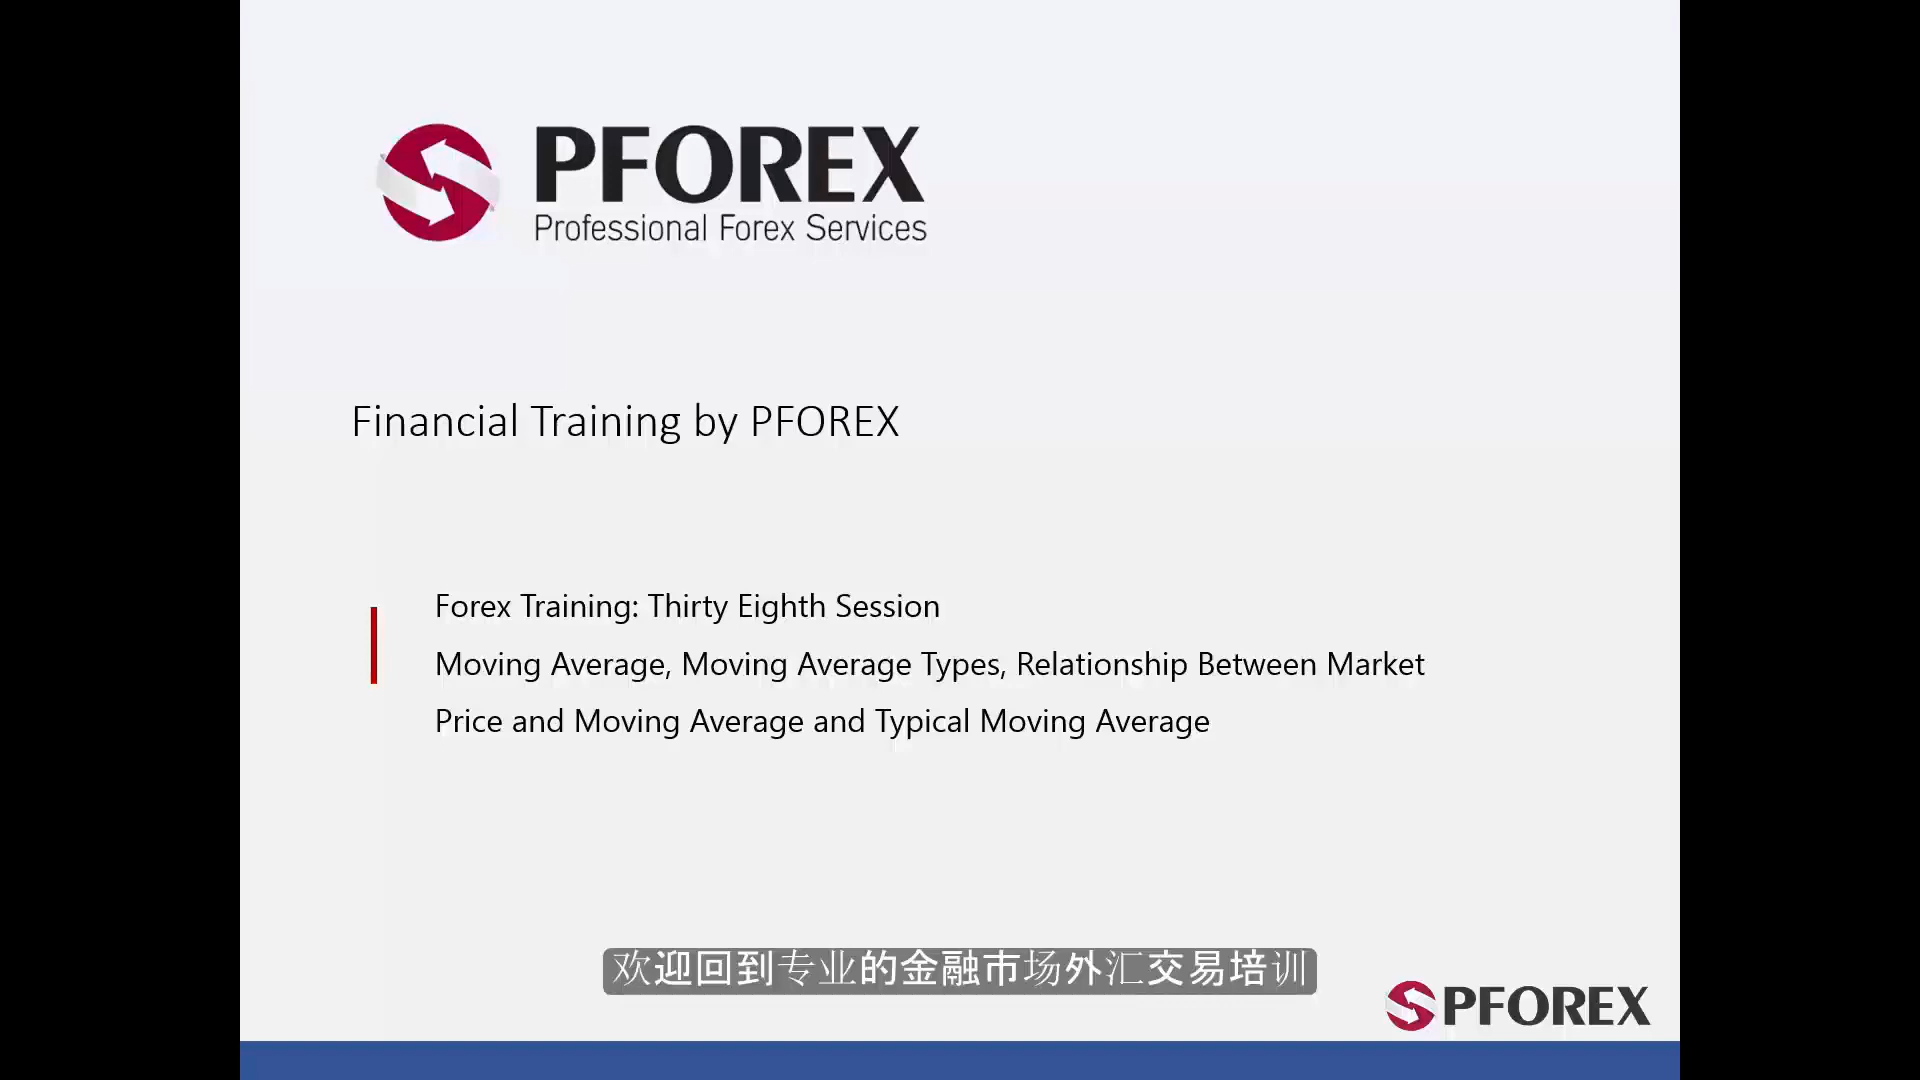 PFOREX
Professional Forex Services
Financial Training by PFOREX
Forex Training: Thirty Eighth Session
Moving Average, Moving Average Types, Relationship Between Market
Price and Moving Average and Typical Moving Average
欢迎回到专业的金融市场外汇交易培训
PFOREX